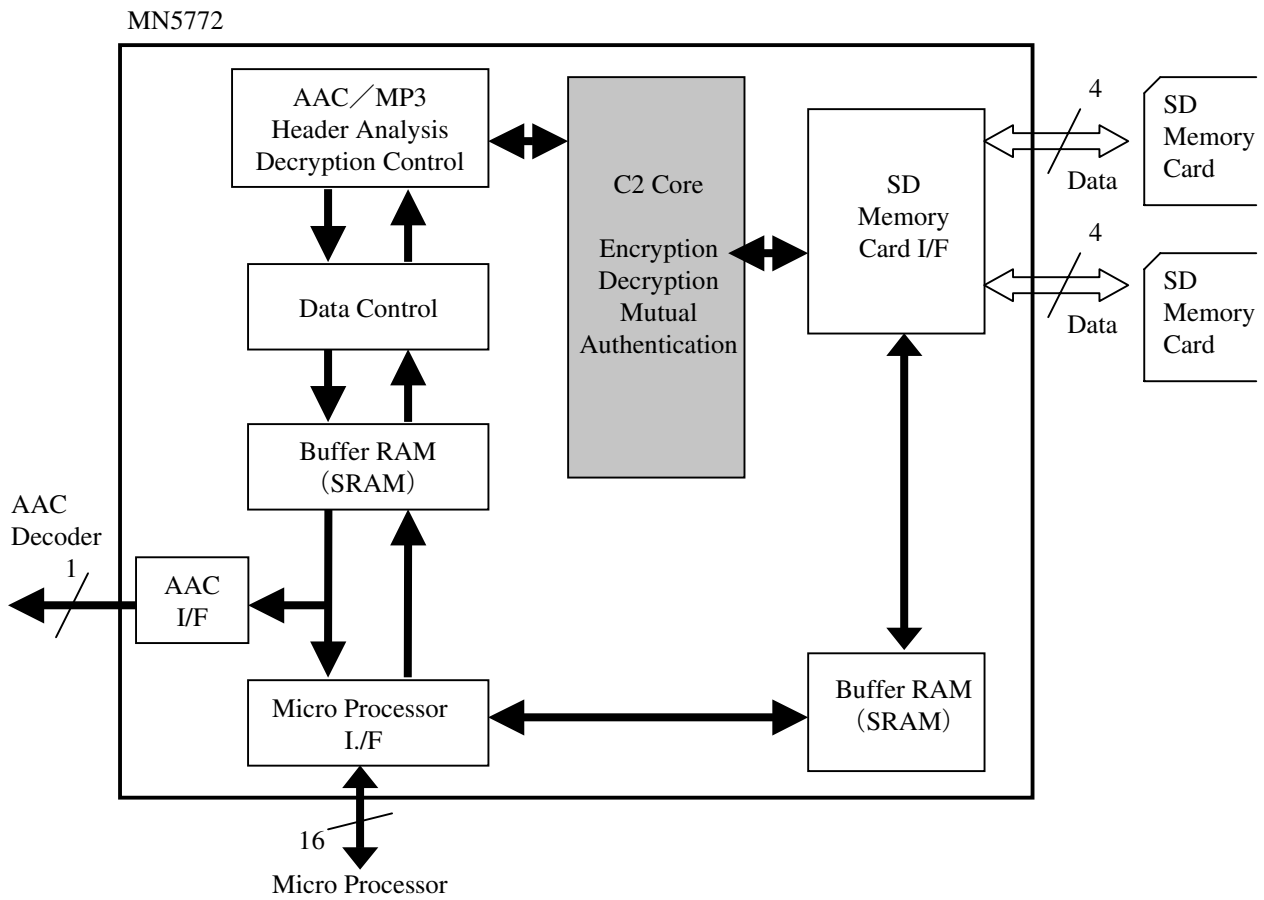 MN5772
AAC／MP3
Header Analysis
Decryption Control
C2 Core
Encryption
Decryption
Mutual
Authentication
SD
Memory
Card I/F
4
Data
SD
Memory
Card
4
Data
SD
Memory
Card
Data Control
Buffer RAM
（SRAM）
AAC
Decoder
1
AAC
I/F
Micro Processor
I./F
Buffer RAM
（SRAM）
16
Micro Processor